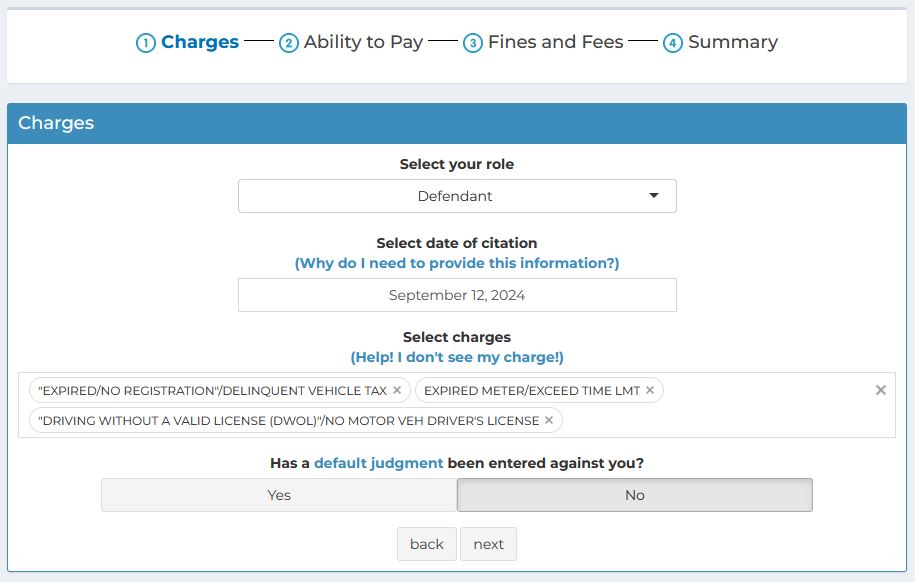 1 Charges 2 Ability to Pay 3 Fines and Fees 4 Summary
Charges
Select your role
Defendant
Select date of citation
(Why do I need to provide this information?)
September 12, 2024
Select charges
(Help! I don't see my charge!)
"EXPIRED/NO REGISTRATION"/DELINQUENT VEHICLE TAX × EXPIRED METER/EXCEED TIME LMT × ×
"DRIVING WITHOUT A VALID LICENSE (DWOL)"/NO MOTOR VEH DRIVER'S LICENSE ×
Has a default judgment been entered against you?
Yes No
back next